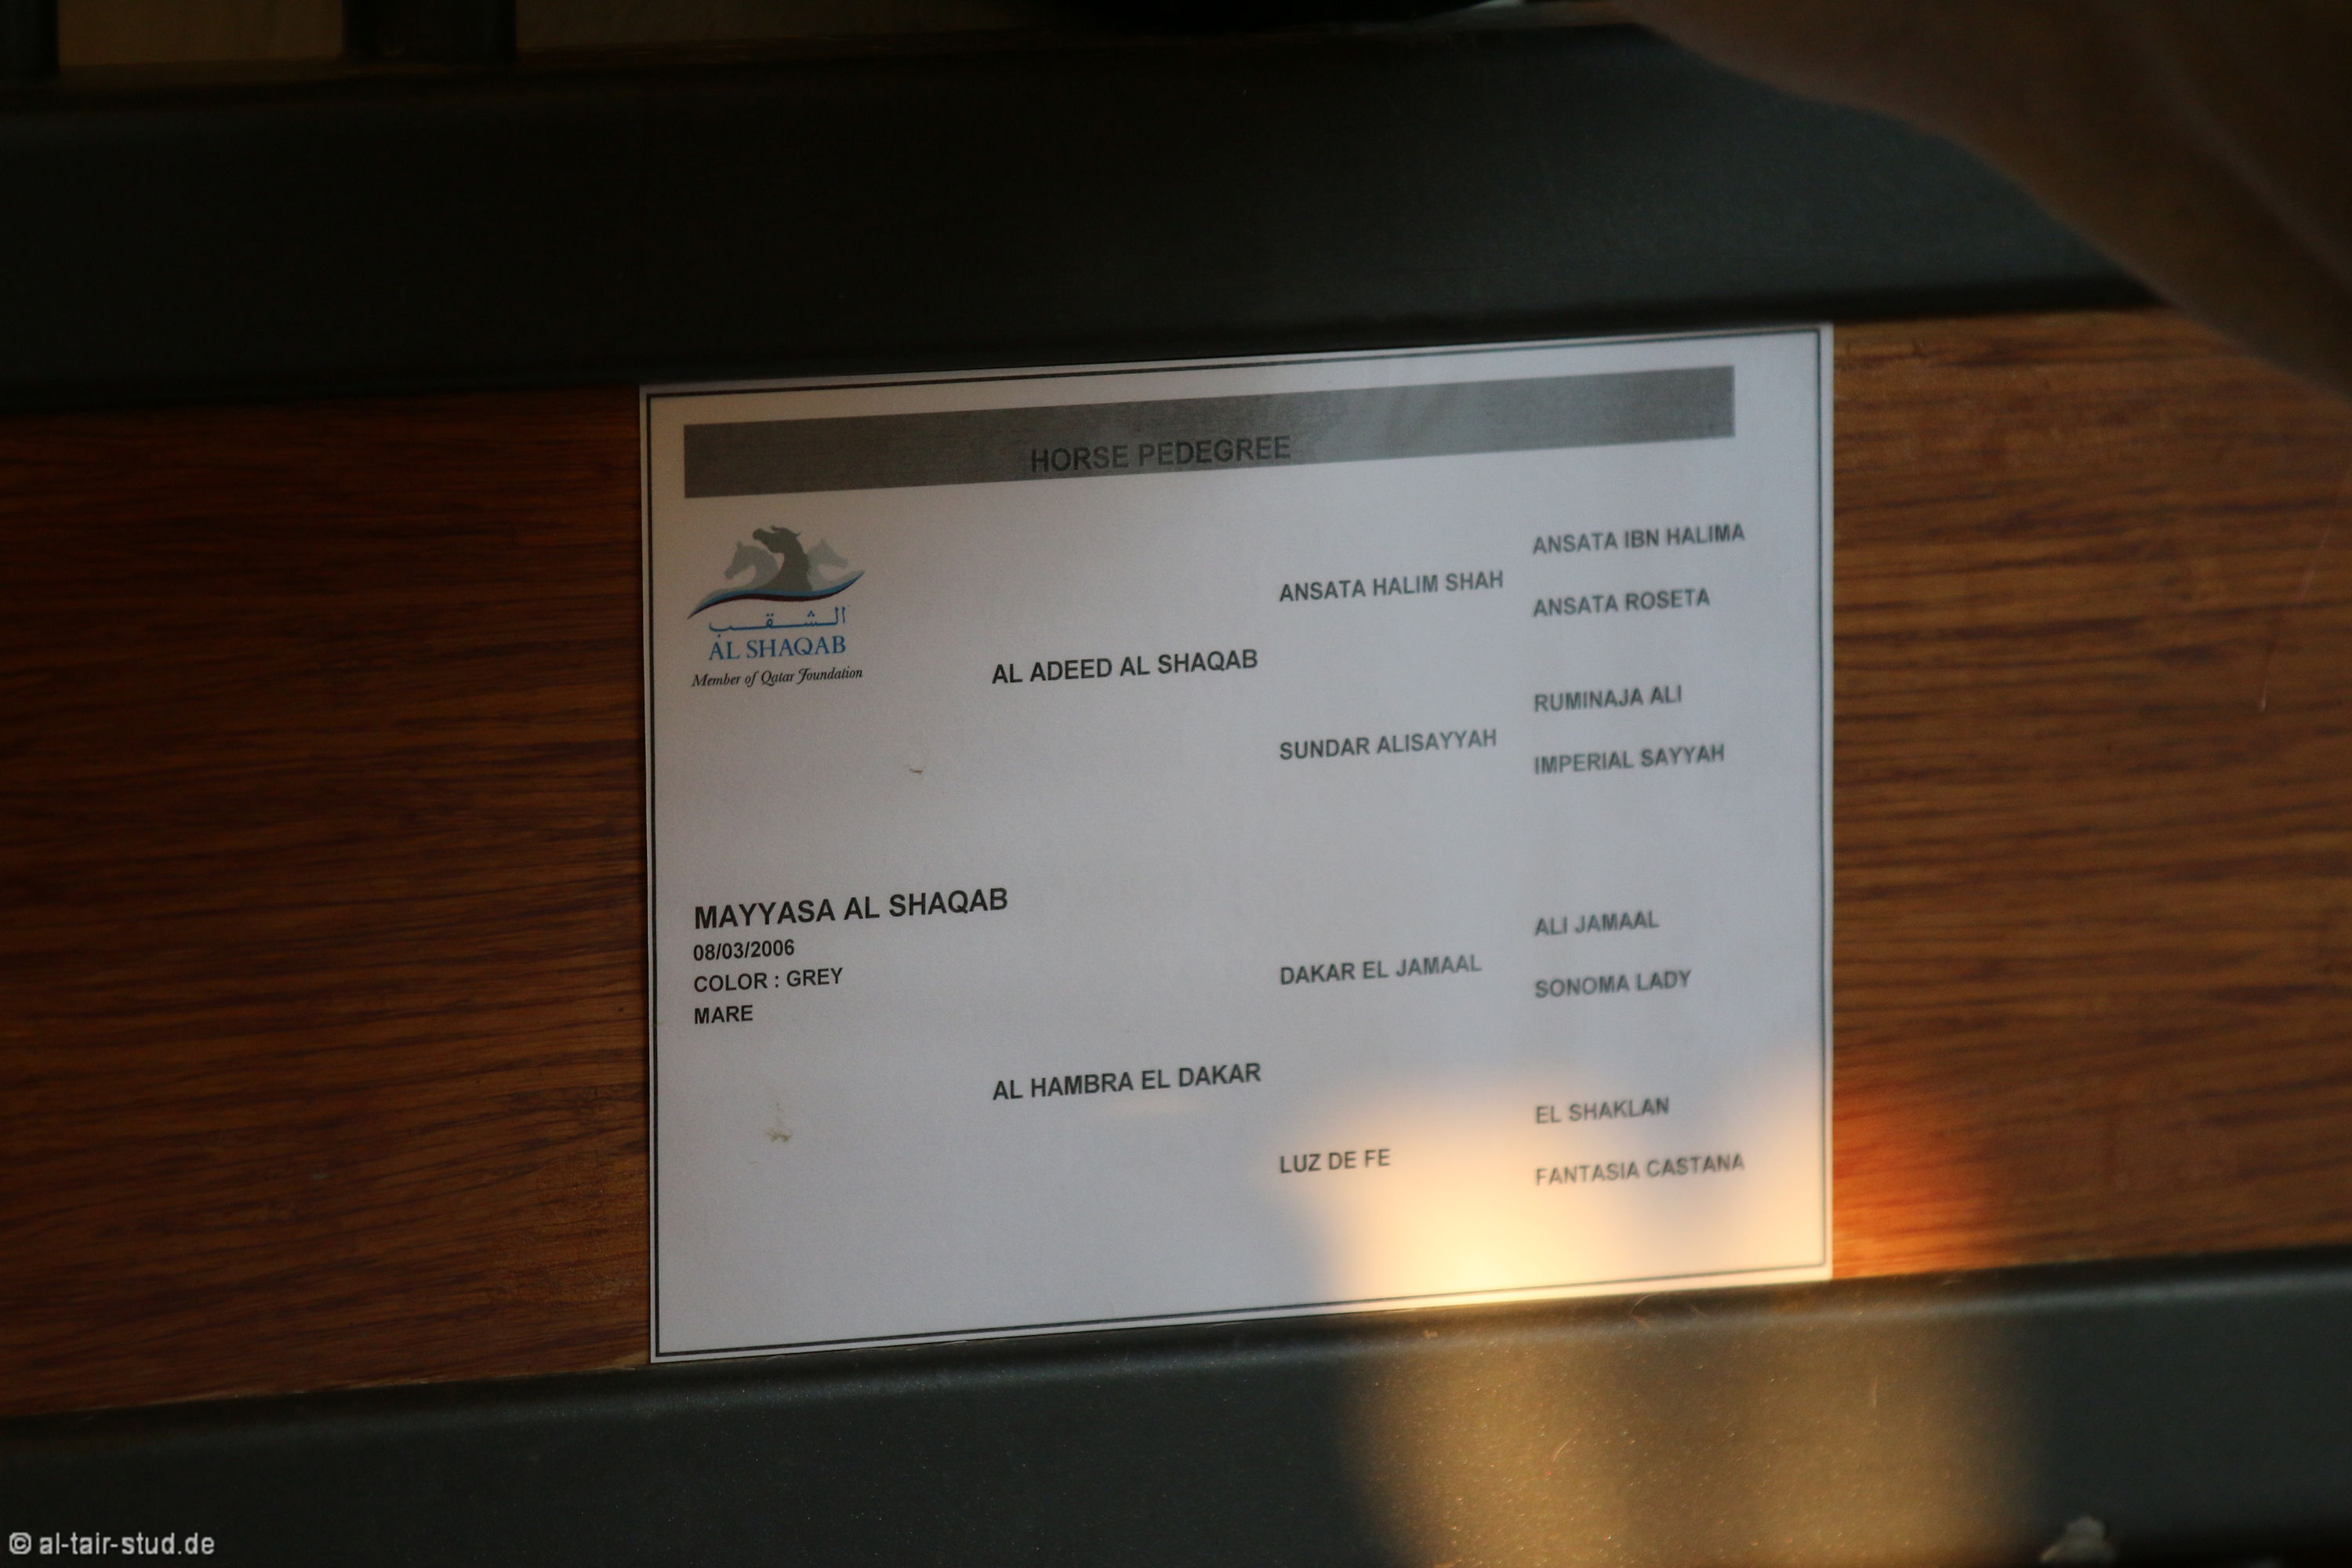 HORSE PEDEGREE
الشقب
AL SHAQAB
Member of Qatar Foundation
ANSATA IBN HALIMA
ANSATA HALIM SHAH
ANSATA ROSETA
AL ADEED AL SHAQAB
RUMINAJA ALI
SUNDAR ALISAYYAH
IMPERIAL SAYYAH
MAYYASA AL SHAQAB
08/03/2006
COLOR : GREY
MARE
ALI JAMAAL
DAKAR EL JAMAAL
SONOMA LADY
AL HAMBRA EL DAKAR
EL SHAKLAN
LUZ DE FE
FANTASIA CASTANA
© al-tair-stud.de